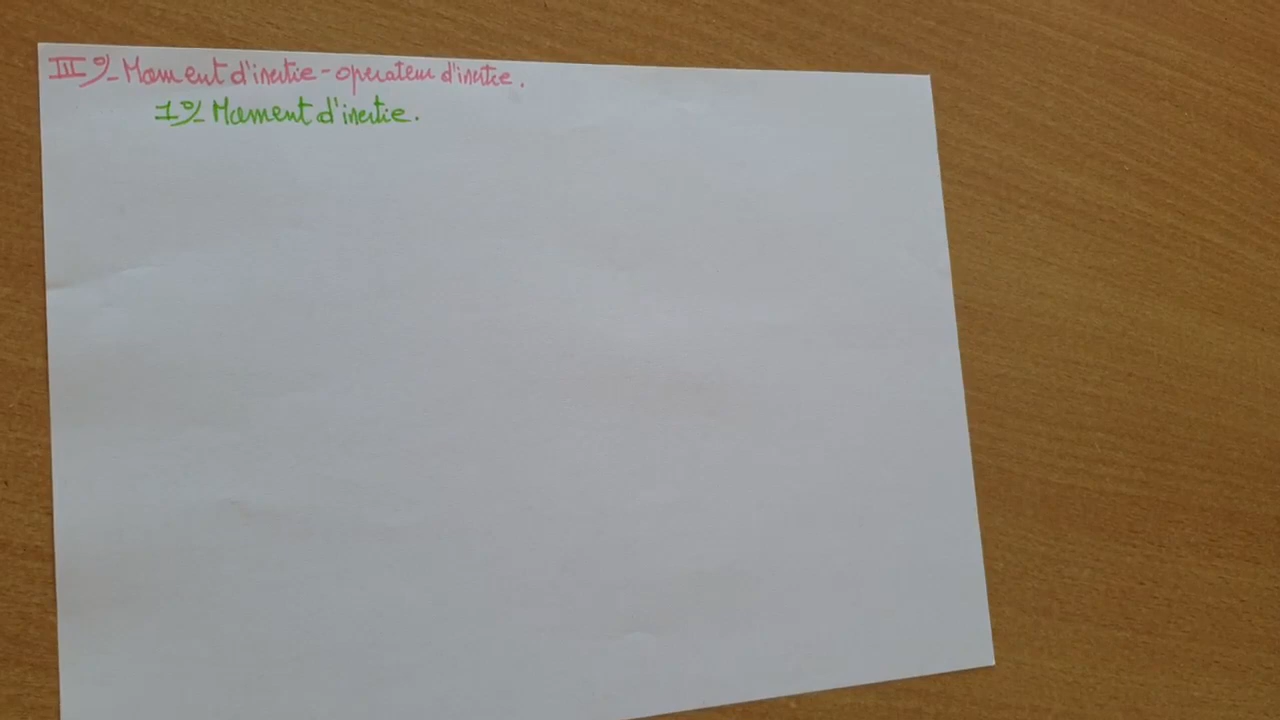 III°/- Moment d'inertie - operateur d'inertie.
1°/- Moment d'inertie.